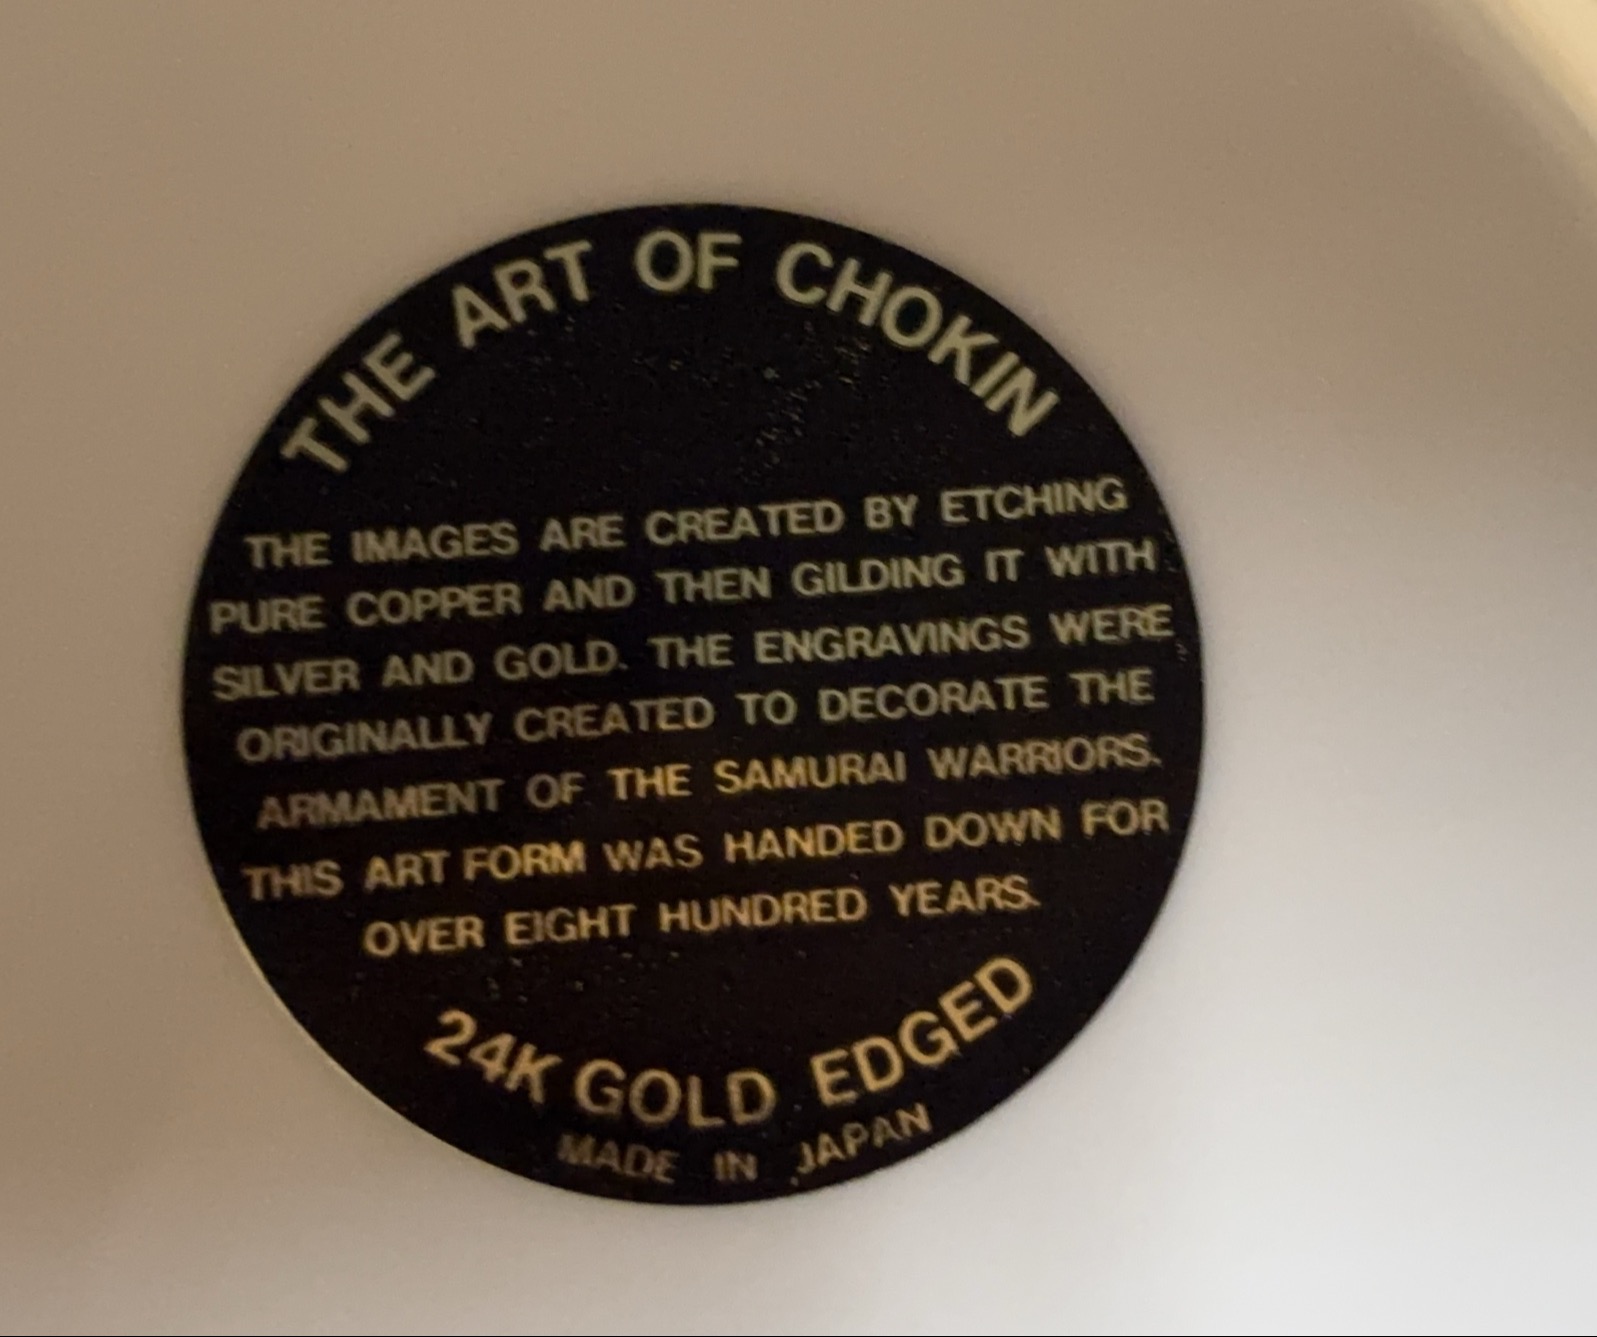 THE ART OF CHOKIN
THE IMAGES ARE CREATED BY ETCHING
PURE COPPER AND THEN GILDING IT WITH
SILVER AND GOLD. THE ENGRAVINGS WERE
ORIGINALLY CREATED TO DECORATE THE
ARMAMENT OF THE SAMURAI WARRIORS.
THIS ART FORM WAS HANDED DOWN FOR
OVER EIGHT HUNDRED YEARS.
24K GOLD EDGED
MADE IN JAPAN